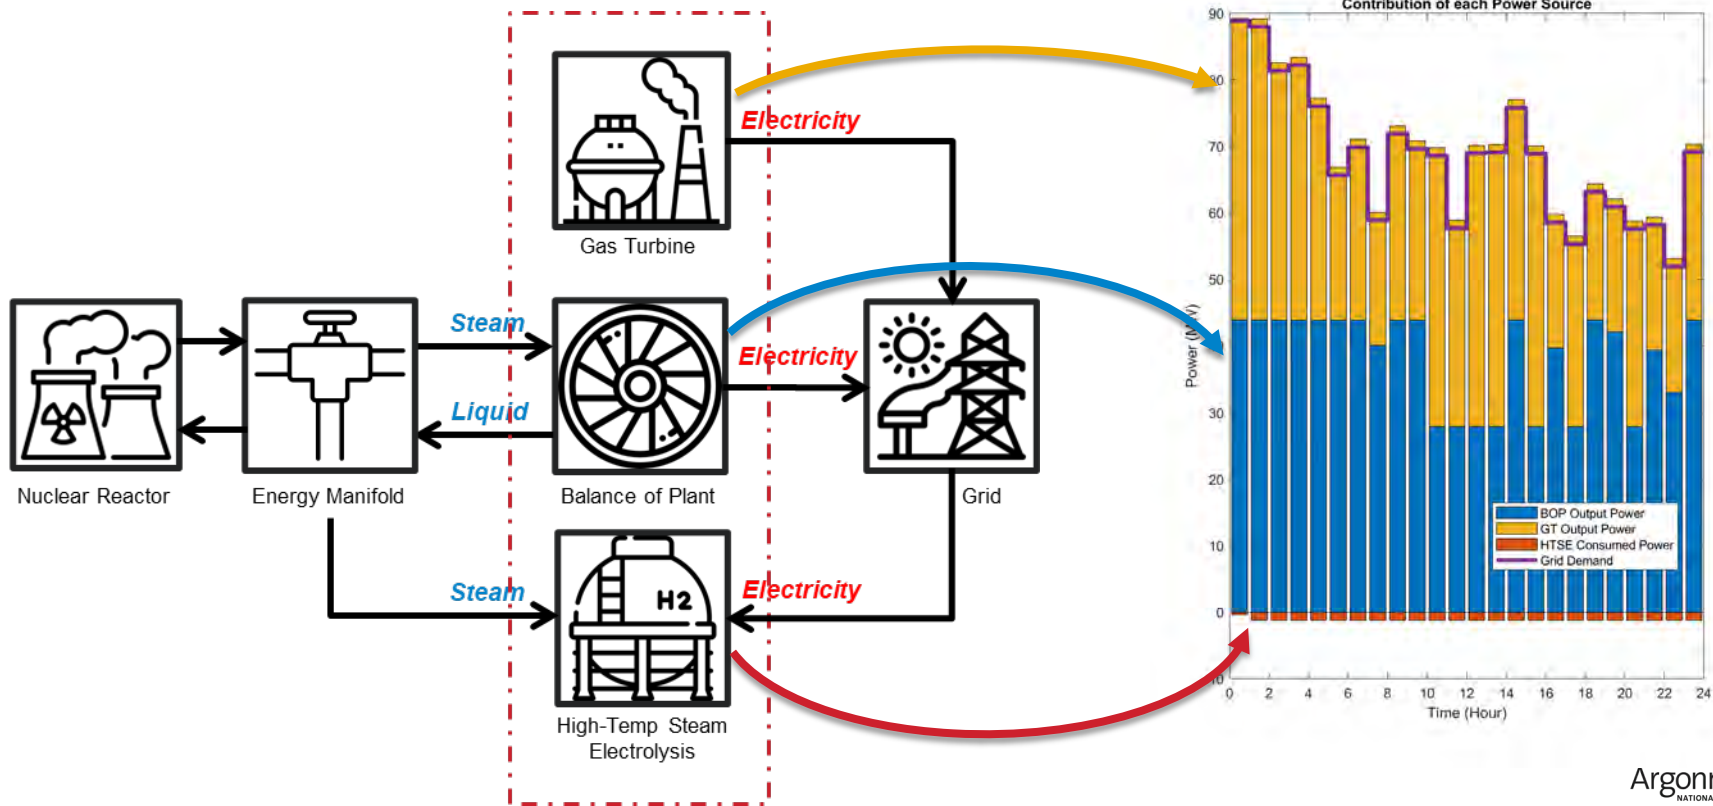 Contribution of each Power Source
Electricity
Gas Turbine
Steam
Electricity
Liquid
Nuclear Reactor
Energy Manifold
Balance of Plant
Grid
Steam
H2
Electricity
High-Temp Steam
Electrolysis
90
80
70
60
50
30
20
10
0
Power (MW)
BOP Output Power
GT Output Power
HTSE Consumed Power
Grid Demand
0 2 4 6 8 10 12 14 16 18 20 22 24
Time (Hour)